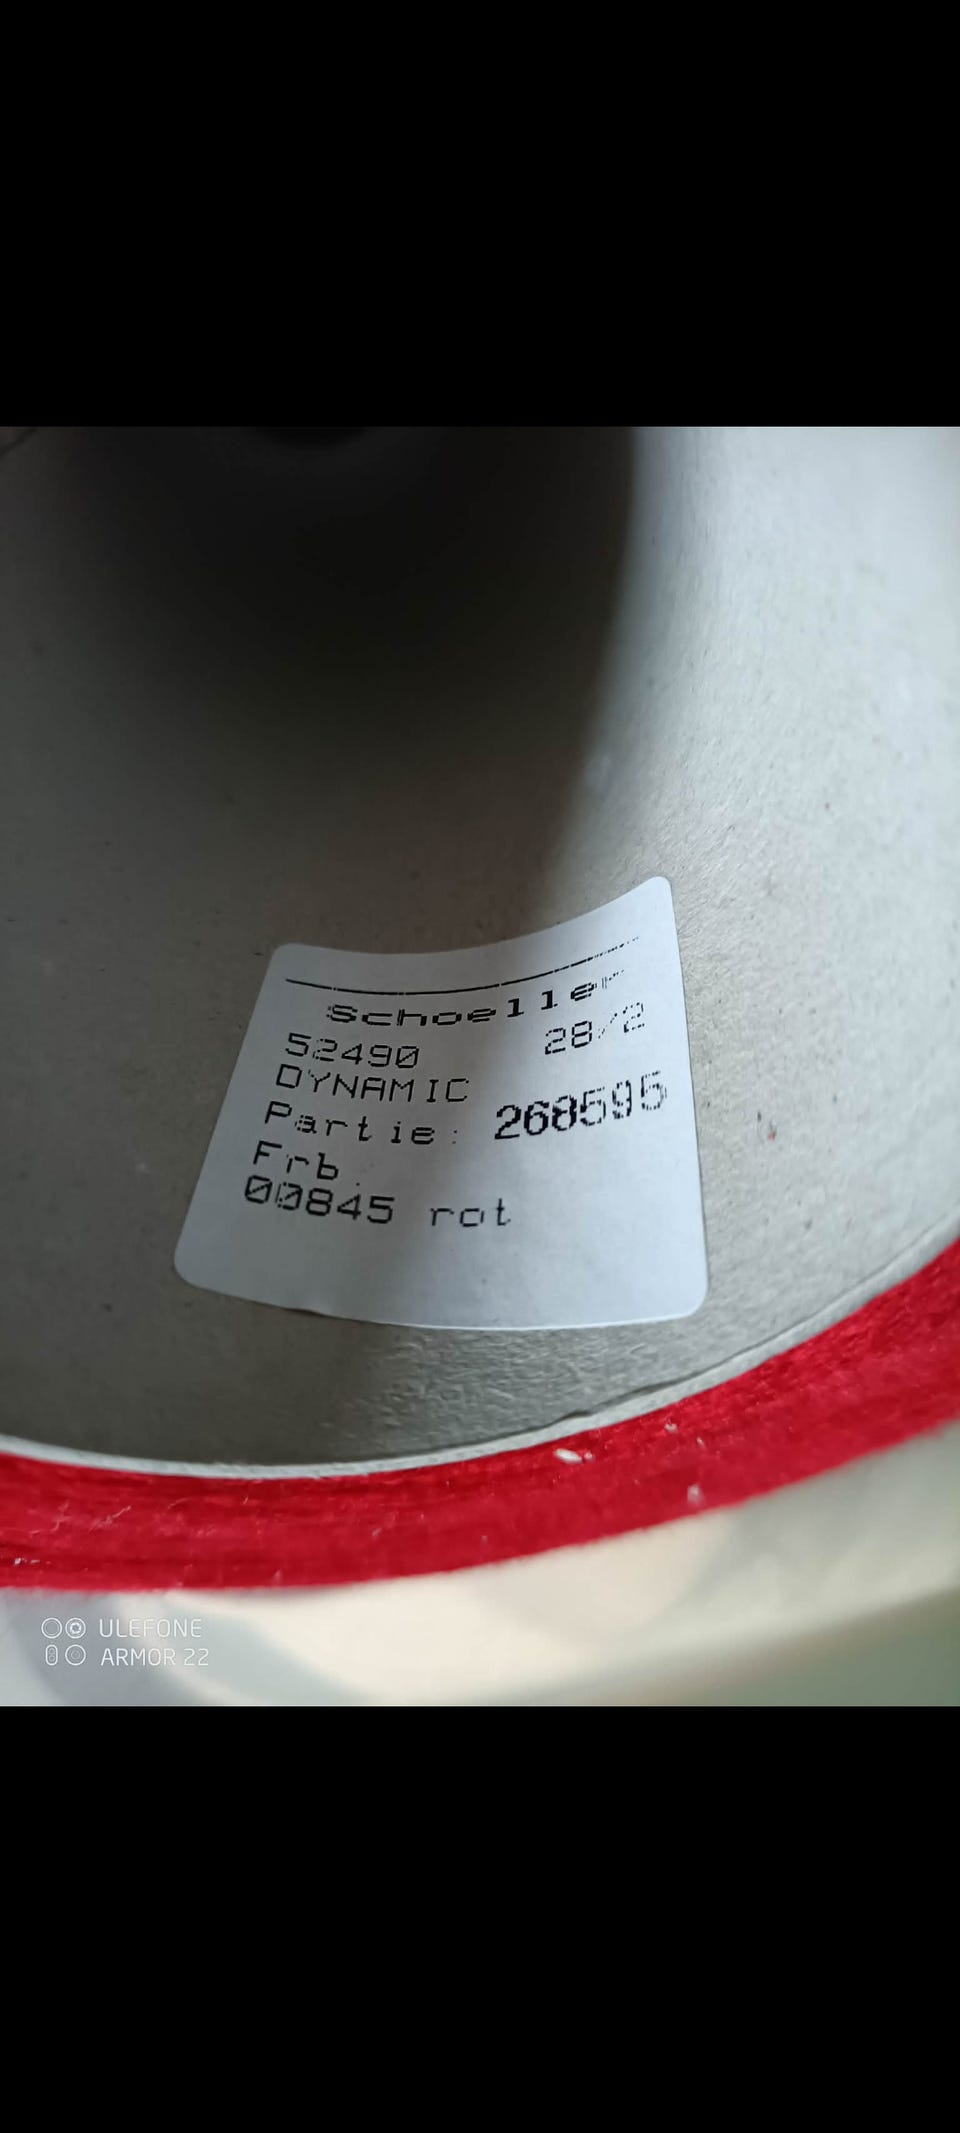 Schoeller
52490 28/2
DYNAMIC
Partie: 268595
Frb.
00845 rot
ULEFONE
ARMOR 22